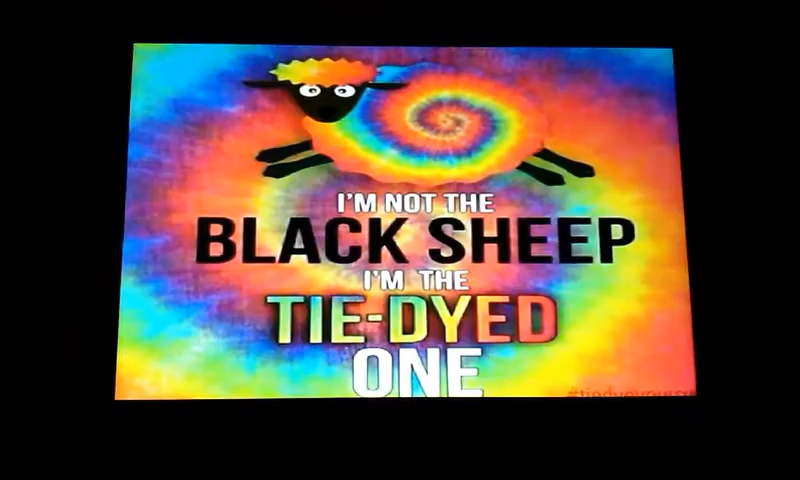 I'M NOT THE
BLACK SHEEP
I'M THE
TIE-DYED
ONE